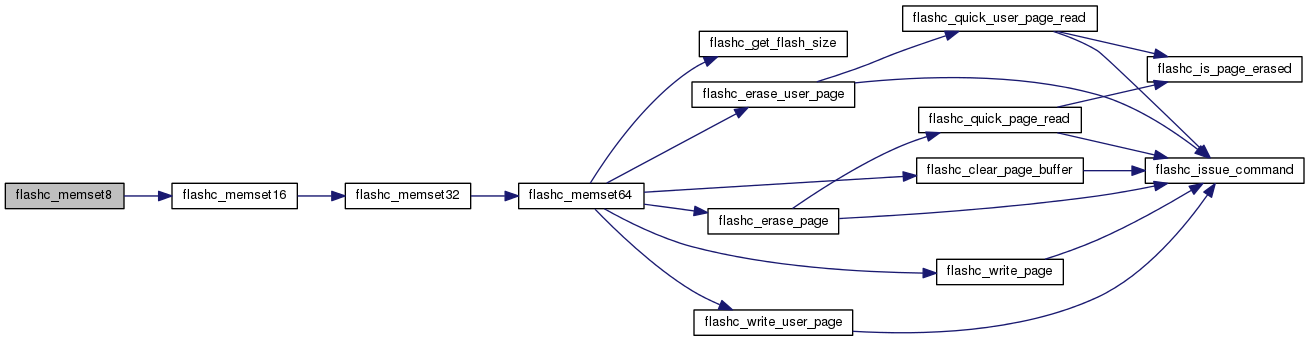 flashc_memset8
flashc_memset16
flashc_memset32
flashc_memset64
flashc_get_flash_size
flashc_erase_user_page
flashc_erase_page
flashc_write_user_page
flashc_quick_user_page_read
flashc_quick_page_read
flashc_clear_page_buffer
flashc_write_page
flashc_is_page_erased
flashc_issue_command